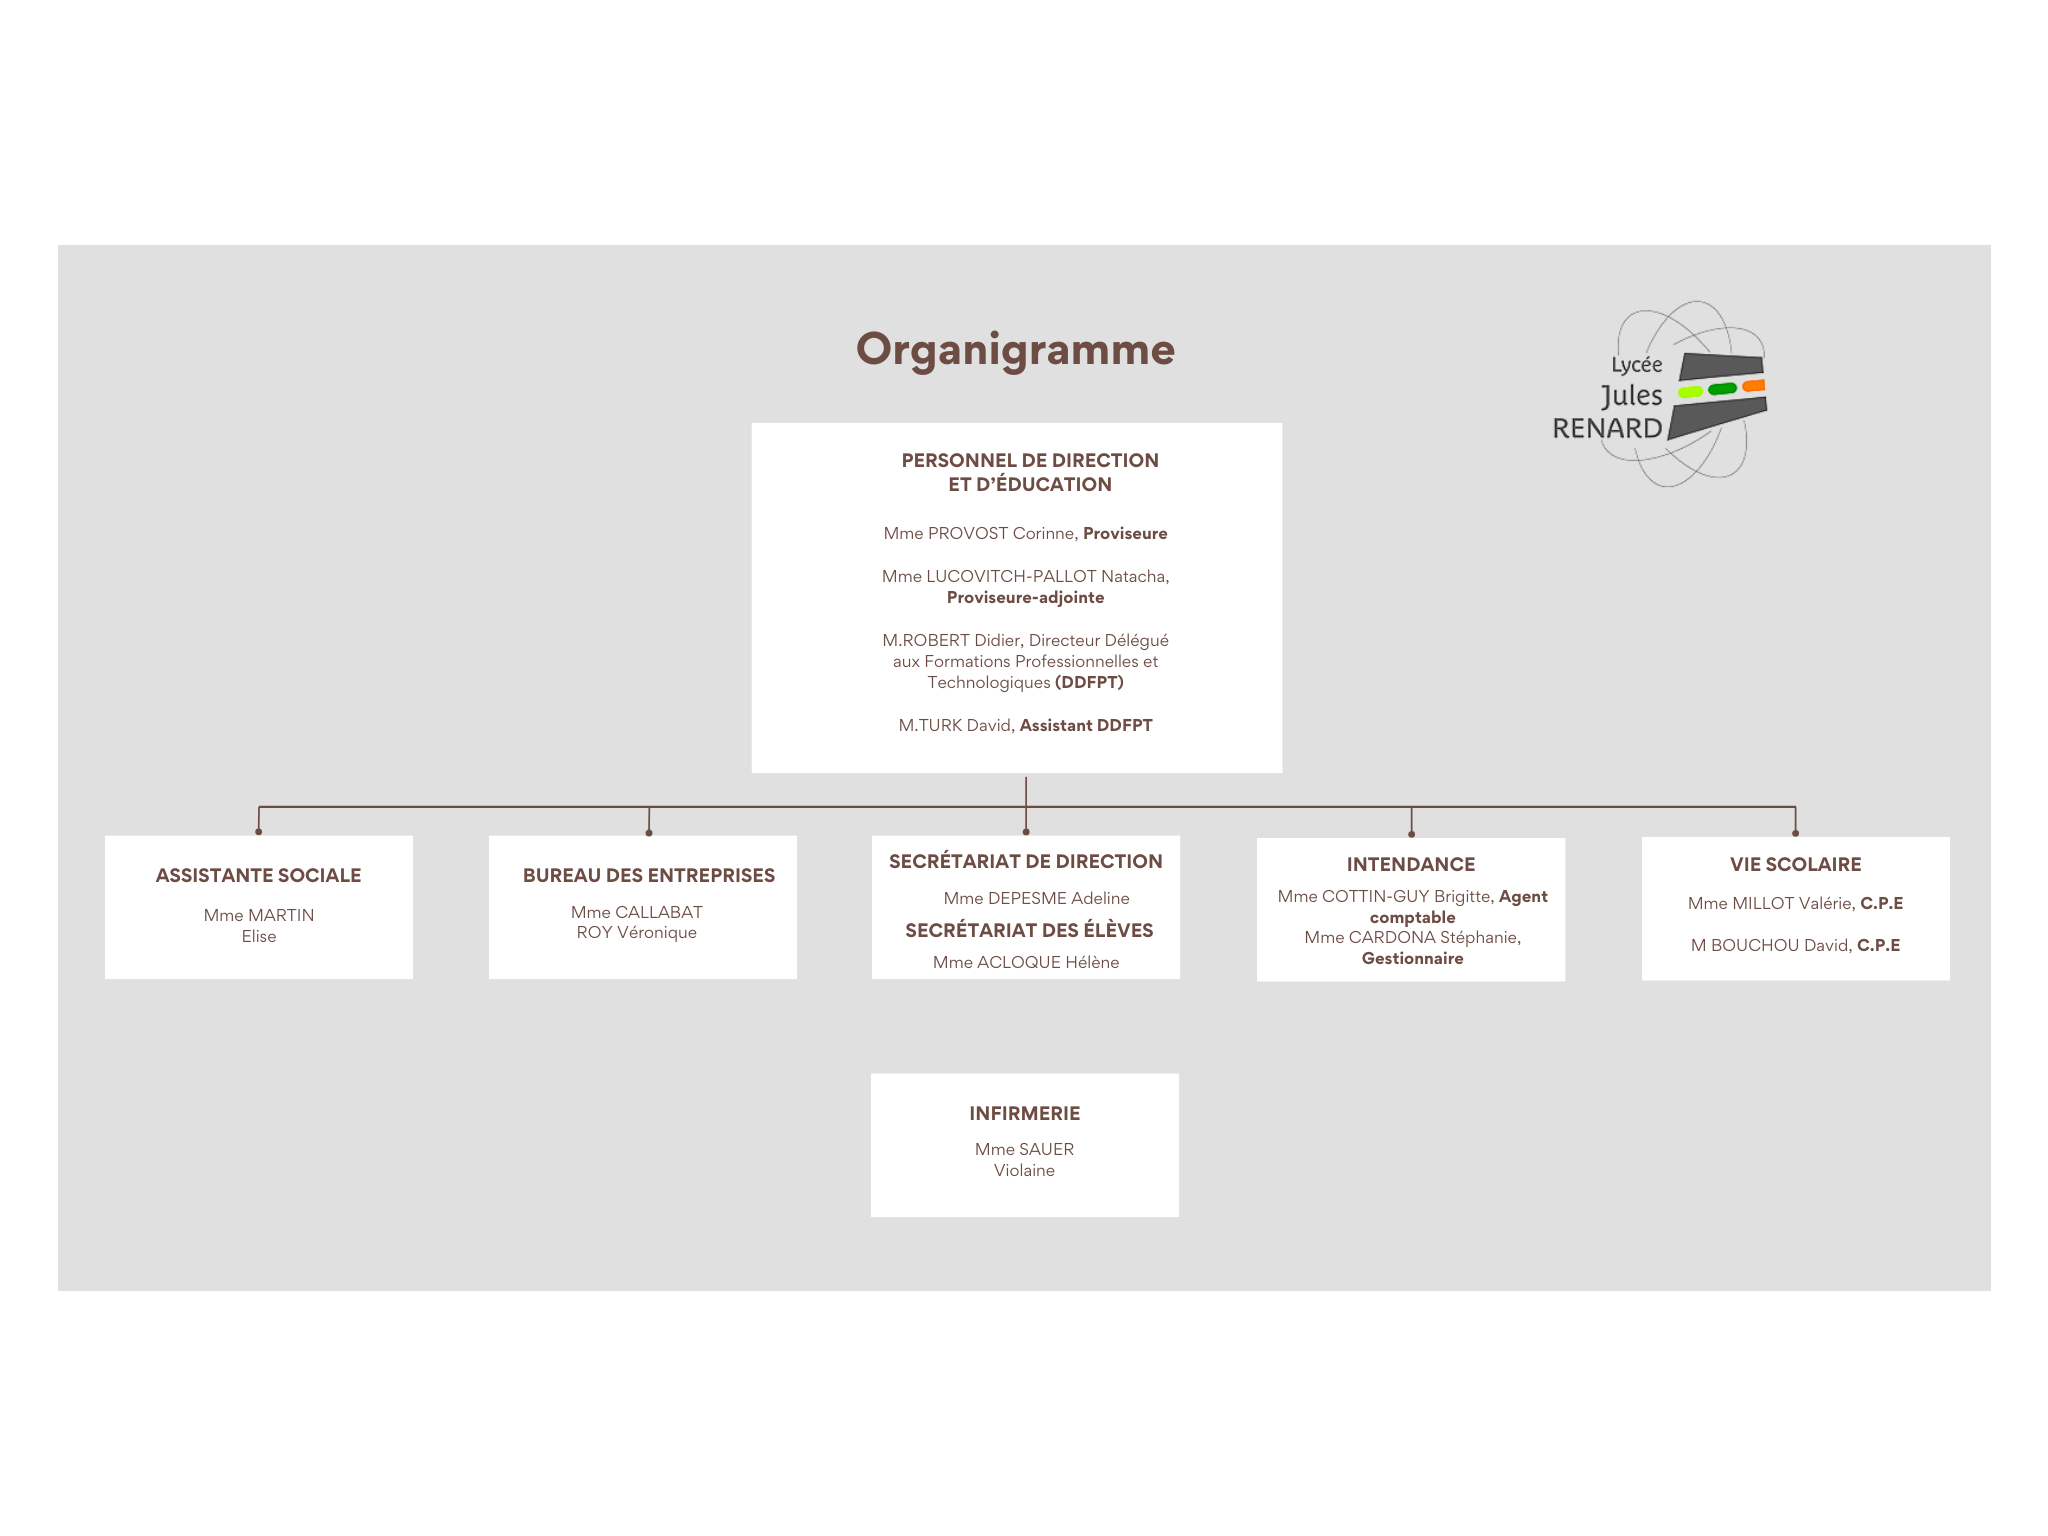 Organigramme
Lycée
Jules
RENARD
PERSONNEL DE DIRECTION
ET D’ÉDUCATION
Mme PROVOST Corinne, Proviseure
Mme LUCOVITCH-PALLOT Natacha,
Proviseure-adjointe
M.ROBERT Didier, Directeur Délégué
aux Formations Professionnelles et
Technologiques (DDFPT)
M.TURK David, Assistant DDFPT
ASSISTANTE SOCIALE
Mme MARTIN
Elise
BUREAU DES ENTREPRISES
Mme CALLABAT
ROY Véronique
SECRÉTARIAT DE DIRECTION
Mme DEPESME Adeline
SECRÉTARIAT DES ÉLÈVES
Mme ACLOQUE Hélène
INTENDANCE
Mme COTTIN-GUY Brigitte, Agent
comptable
Mme CARDONA Stéphanie,
Gestionnaire
VIE SCOLAIRE
Mme MILLOT Valérie, C.P.E
M BOUCHOU David, C.P.E
INFIRMERIE
Mme SAUER
Violaine